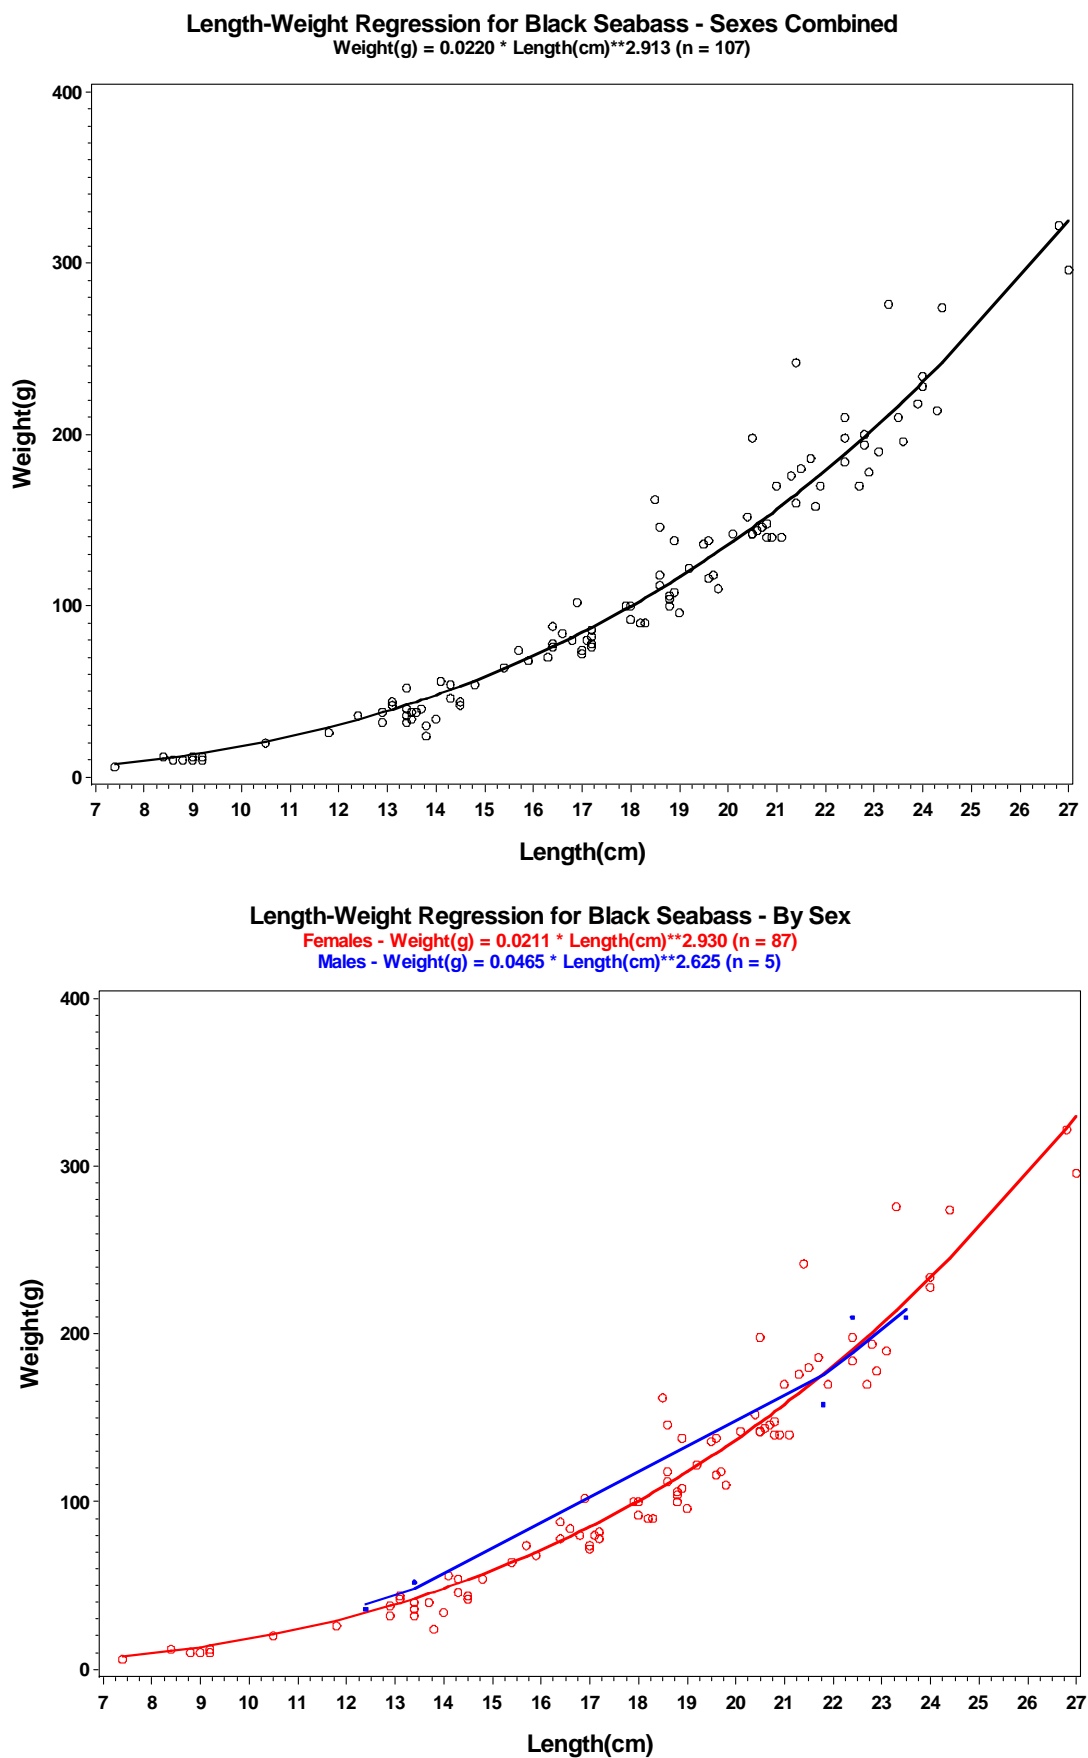 Length-Weight Regression for Black Seabass - Sexes Combined
Weight(g) = 0.0220 * Length(cm)**2.913 (n = 107)
400
300
200
100
0
Weight(g)
7 8 9 10 11 12 13 14 15 16 17 18 19 20 21 22 23 24 25 26 27
Length(cm)
Length-Weight Regression for Black Seabass - By Sex
Females - Weight(g) = 0.0211 * Length(cm)**2.930 (n = 87)
Males - Weight(g) = 0.0465 * Length(cm)**2.625 (n = 5)
400
300
200
100
0
Weight(g)
7 8 9 10 11 12 13 14 15 16 17 18 19 20 21 22 23 24 25 26 27
Length(cm)